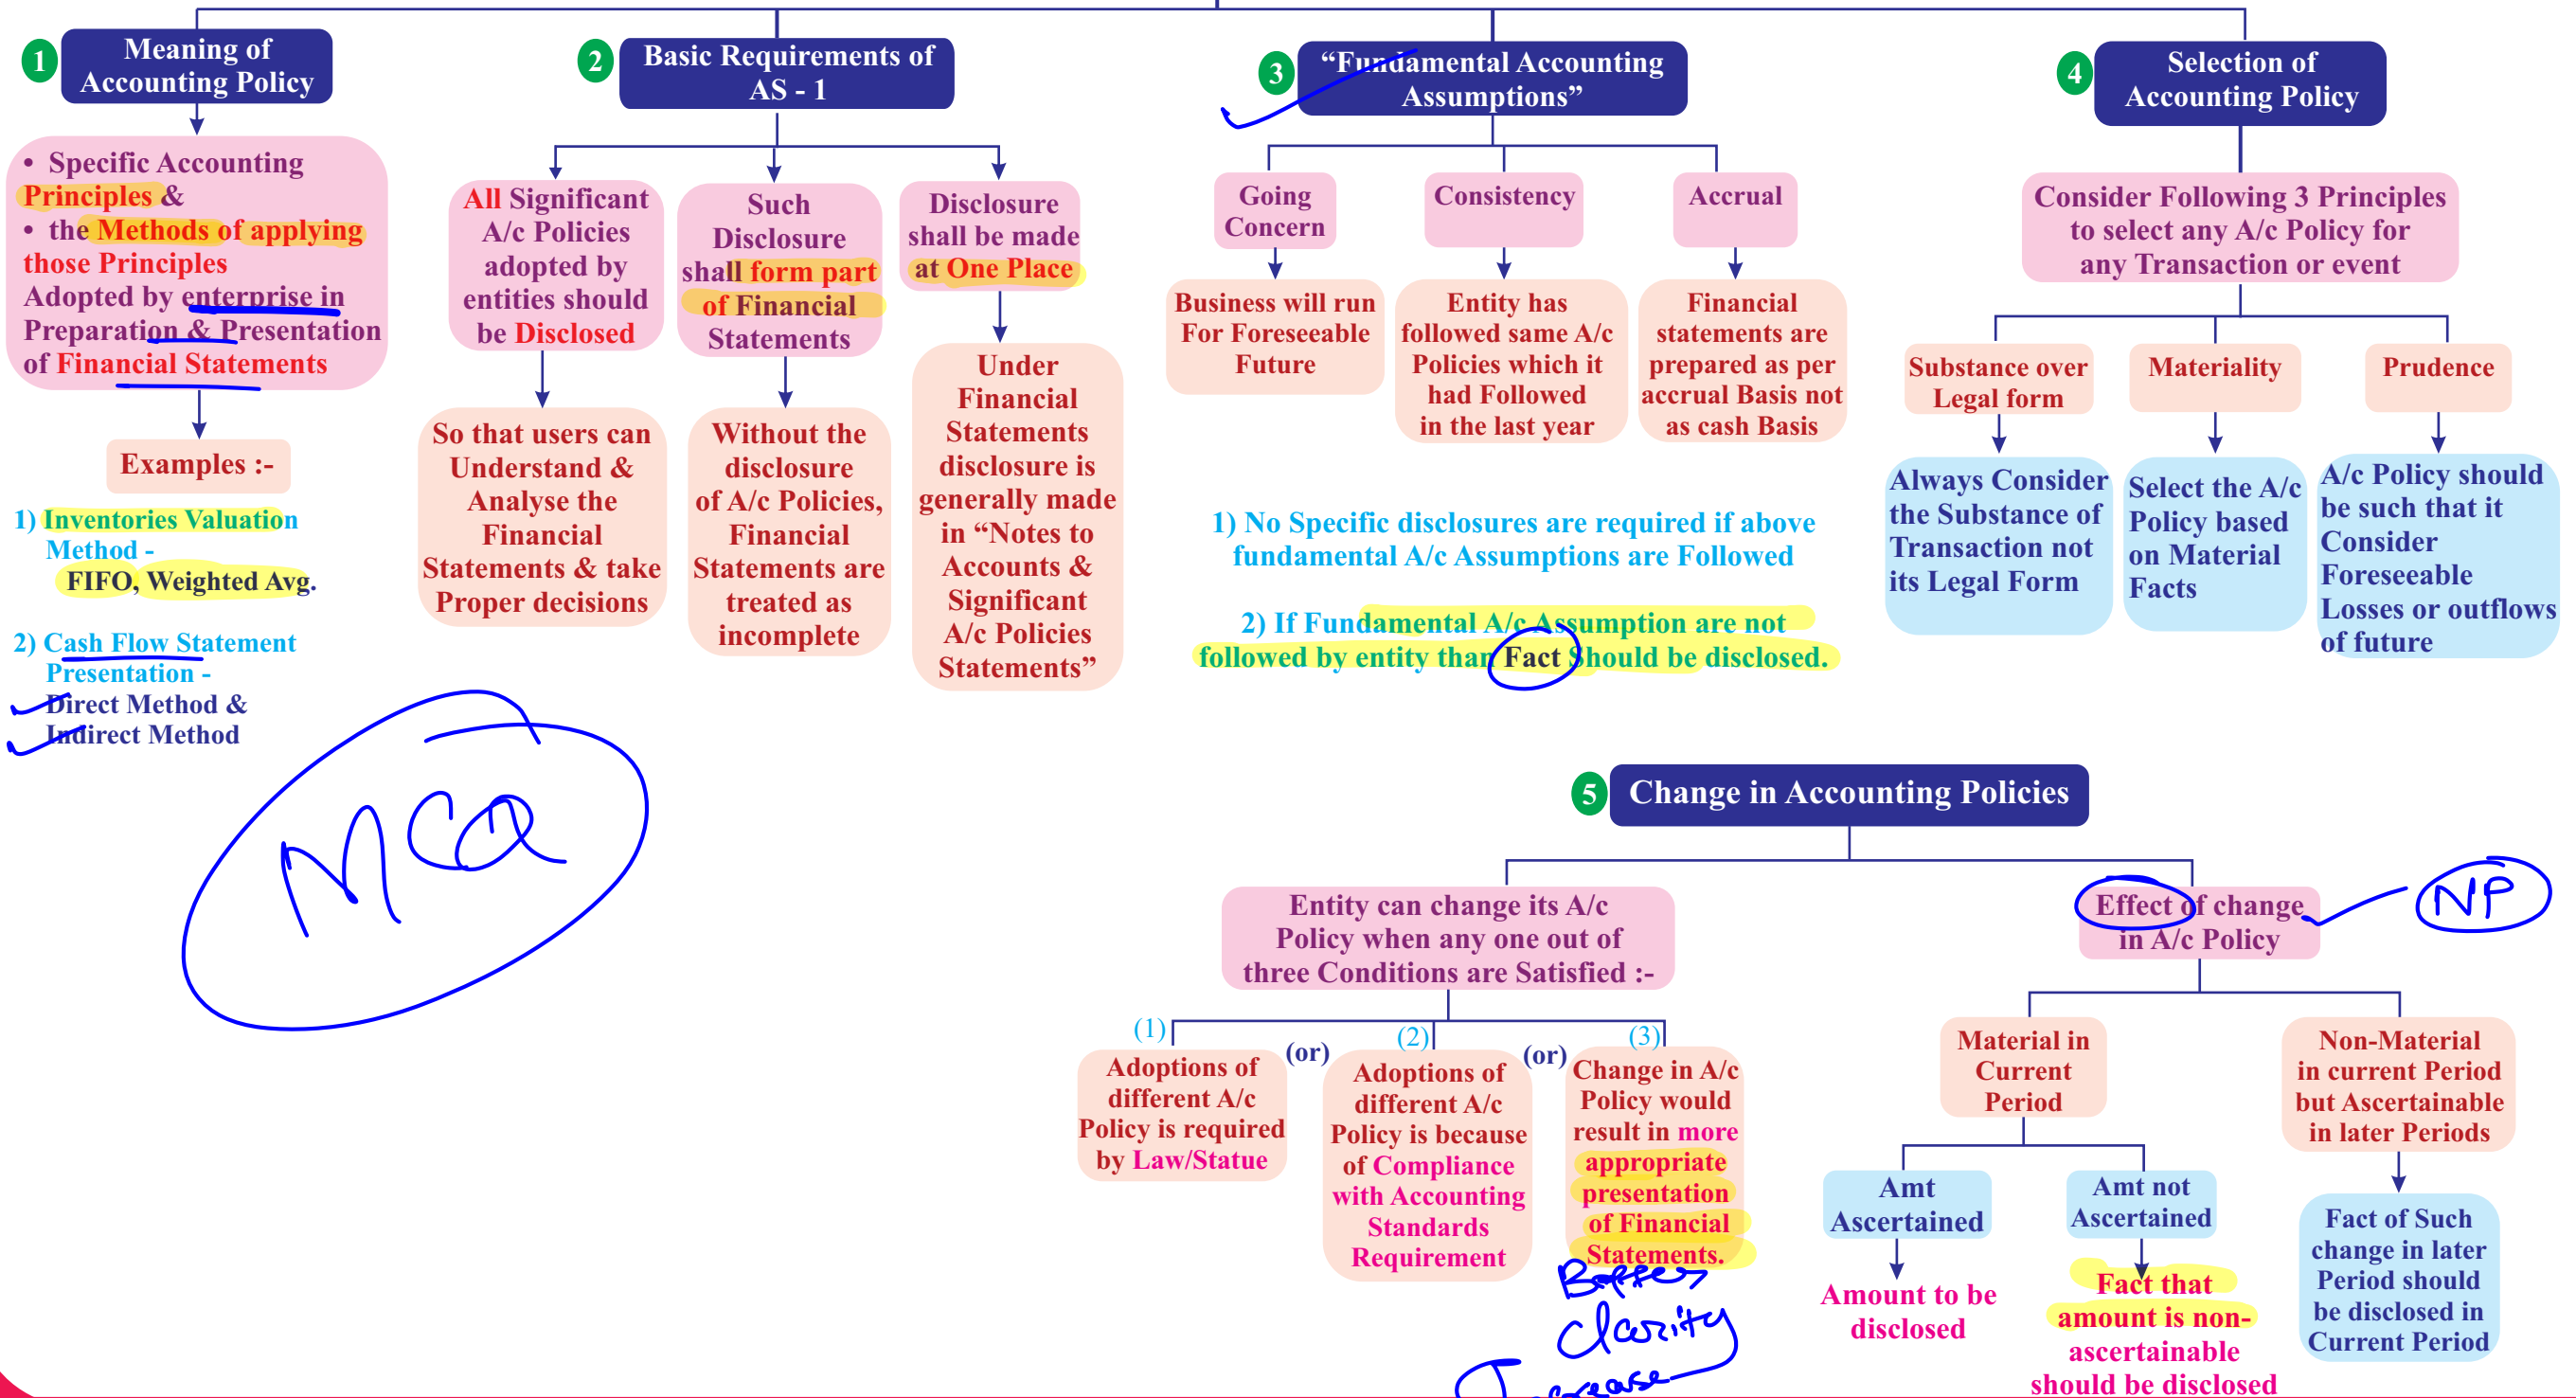 1
Meaning of
Accounting Policy
• Specific Accounting
Principles &
• the Methods of applying
those Principles
Adopted by enterprise in
Preparation & Presentation
of Financial Statements
Examples :-
1) Inventories Valuation
Method -
FIFO, Weighted Avg.
2) Cash Flow Statement
Presentation -
Direct Method &
Indirect Method
MCQ
2
Basic Requirements of
AS - 1
All Significant
A/c Policies
adopted by
entities should
be Disclosed
So that users can
Understand &
Analyse the
Financial
Statements & take
Proper decisions
Such
Disclosure
shall form part
of Financial
Statements
Without the
disclosure
of A/c Policies,
Financial
Statements are
treated as
incomplete
Disclosure
shall be made
at One Place
Under
Financial
Statements
disclosure is
generally made
in “Notes to
Accounts &
Significant
A/c Policies
Statements”
3
“Fundamental Accounting
Assumptions”
Going
Concern
Business will run
For Foreseeable
Future
Consistency
Entity has
followed same A/c
Policies which it
had Followed
in the last year
Accrual
Financial
statements are
prepared as per
accrual Basis not
as cash Basis
1) No Specific disclosures are required if above
fundamental A/c Assumptions are Followed
2) If Fundamental A/c Assumption are not
followed by entity than Fact Should be disclosed.
4
Selection of
Accounting Policy
Consider Following 3 Principles
to select any A/c Policy for
any Transaction or event
Substance over
Legal form
Always Consider
the Substance of
Transaction not
its Legal Form
Materiality
Select the A/c
Policy based
on Material
Facts
Prudence
A/c Policy should
be such that it
Consider
Foreseeable
Losses or outflows
of future
5
Change in Accounting Policies
Entity can change its A/c
Policy when any one out of
three Conditions are Satisfied :-
(1)
Adoptions of
different A/c
Policy is required
by Law/Statue
(or)
(2)
Adoptions of
different A/c
Policy is because
of Compliance
with Accounting
Standards
Requirement
(or)
(3)
Change in A/c
Policy would
result in more
appropriate
presentation
of Financial
Statements.
clarity
Increase
Effect of change
in A/c Policy
NP
Material in
Current
Period
Amt
Ascertained
Amount to be
disclosed
Amt not
Ascertained
Fact that
amount is non-
ascertainable
should be disclosed
Non-Material
in current Period
but Ascertainable
in later Periods
Fact of Such
change in later
Period should
be disclosed in
Current Period